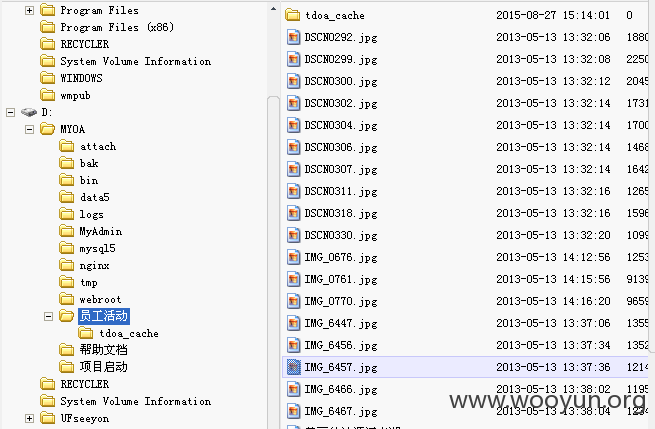 Program Files
Program Files (x86)
RECYCLER
System Volume Information
WINDOWS
wmpub
D:
MYOA
attach
bak
bin
data5
logs
MyAdmin
mysql5
nginx
tmp
webroot
员工活动
tdoa_cache
帮助文档
项目启动
RECYCLER
System Volume Information
UFseeyon
tdoa_cache 2015-08-27 15:14:01 0
DSCN0292.jpg 2013-05-13 13:32:06 1880
DSCN0299.jpg 2013-05-13 13:32:08 2250
DSCN0300.jpg 2013-05-13 13:32:12 2045
DSCN0302.jpg 2013-05-13 13:32:14 1731
DSCN0304.jpg 2013-05-13 13:32:14 1700
DSCN0306.jpg 2013-05-13 13:32:14 1468
DSCN0307.jpg 2013-05-13 13:32:14 1642
DSCN0311.jpg 2013-05-13 13:32:16 1265
DSCN0318.jpg 2013-05-13 13:32:16 1596
DSCN0330.jpg 2013-05-13 13:32:20 1099
IMG_0676.jpg 2013-05-13 14:12:56 1253
IMG_0761.jpg 2013-05-13 14:15:56 9139
IMG_0770.jpg 2013-05-13 14:16:20 9659
IMG_6447.jpg 2013-05-13 13:37:06 1355
IMG_6456.jpg 2013-05-13 13:37:34 1352
IMG_6457.jpg 2013-05-13 13:37:36 1214
IMG_6466.jpg 2013-05-13 13:38:02 1195
IMG_6467.jpg 2013-05-13 13:38:04 1234
www.wooyun.org